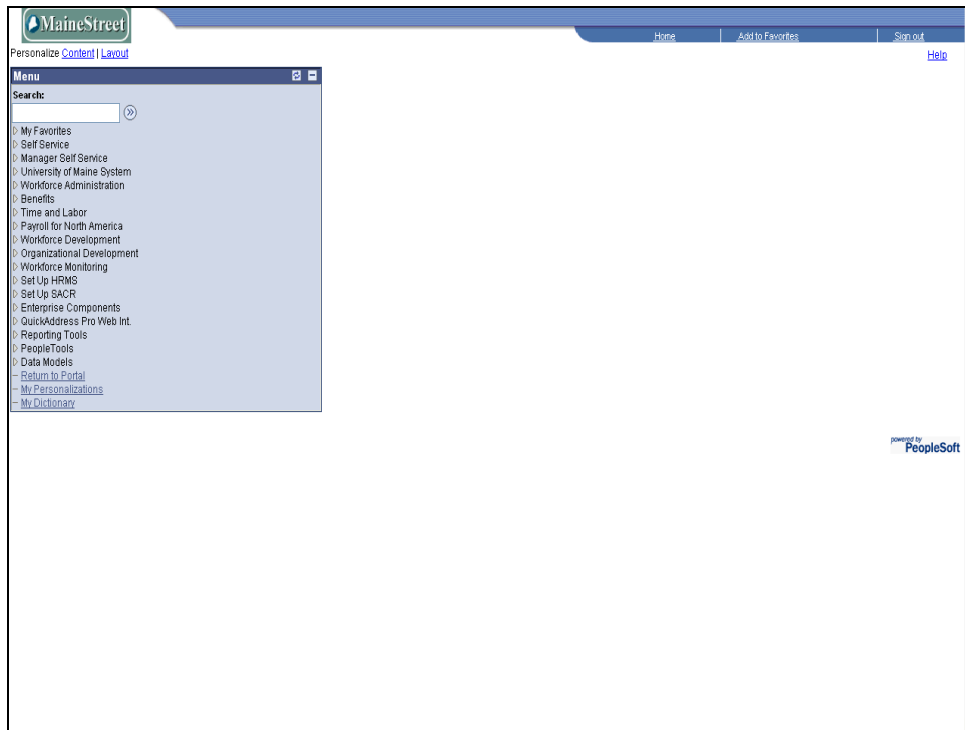 MaineStreet
Home Add to Favorites Sign out
Personalize Content | Layout
Help
Menu
Search:
My Favorites
Self Service
Manager Self Service
University of Maine System
Workforce Administration
Benefits
Time and Labor
Payroll for North America
Workforce Development
Organizational Development
Workforce Monitoring
Set Up HRMS
Set Up SACR
Enterprise Components
QuickAddress Pro Web Int.
Reporting Tools
PeopleTools
Data Models
Return to Portal
My Personalizations
My Dictionary
powered by
PeopleSoft